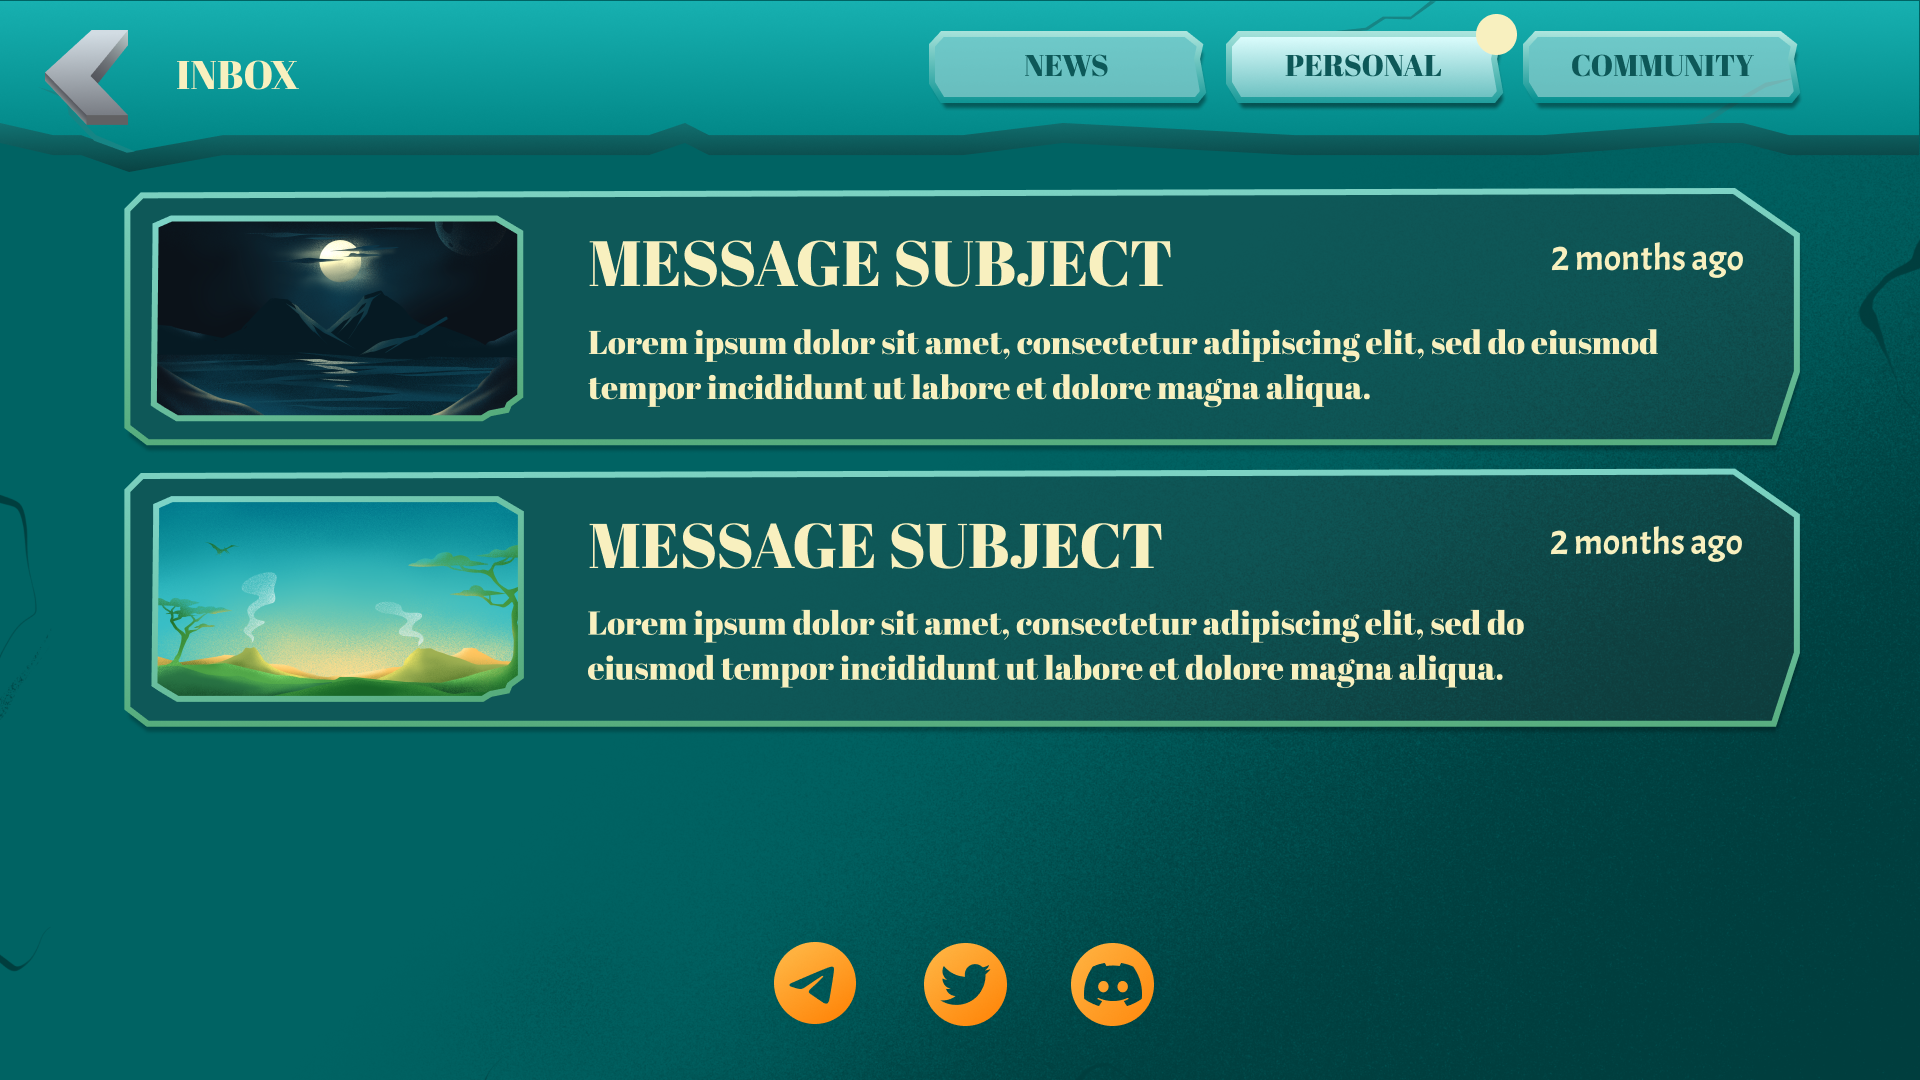 INBOX
NEWS
PERSONAL
COMMUNITY
MESSAGE SUBJECT
2 months ago
Lorem ipsum dolor sit amet, consectetur adipiscing elit, sed do eiusmod
tempor incididunt ut labore et dolore magna aliqua.
MESSAGE SUBJECT
2 months ago
Lorem ipsum dolor sit amet, consectetur adipiscing elit, sed do
eiusmod tempor incididunt ut labore et dolore magna aliqua.